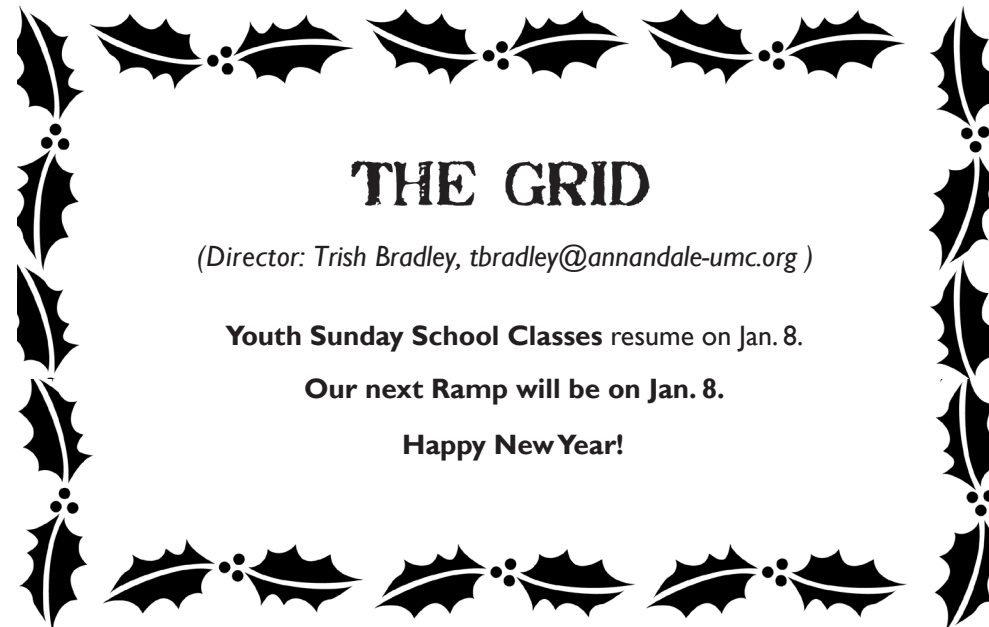 THE GRID
(Director: Trish Bradley, tbradley@annandale-umc.org )
Youth Sunday School Classes resume on Jan. 8.
Our next Ramp will be on Jan. 8.
Happy New Year!